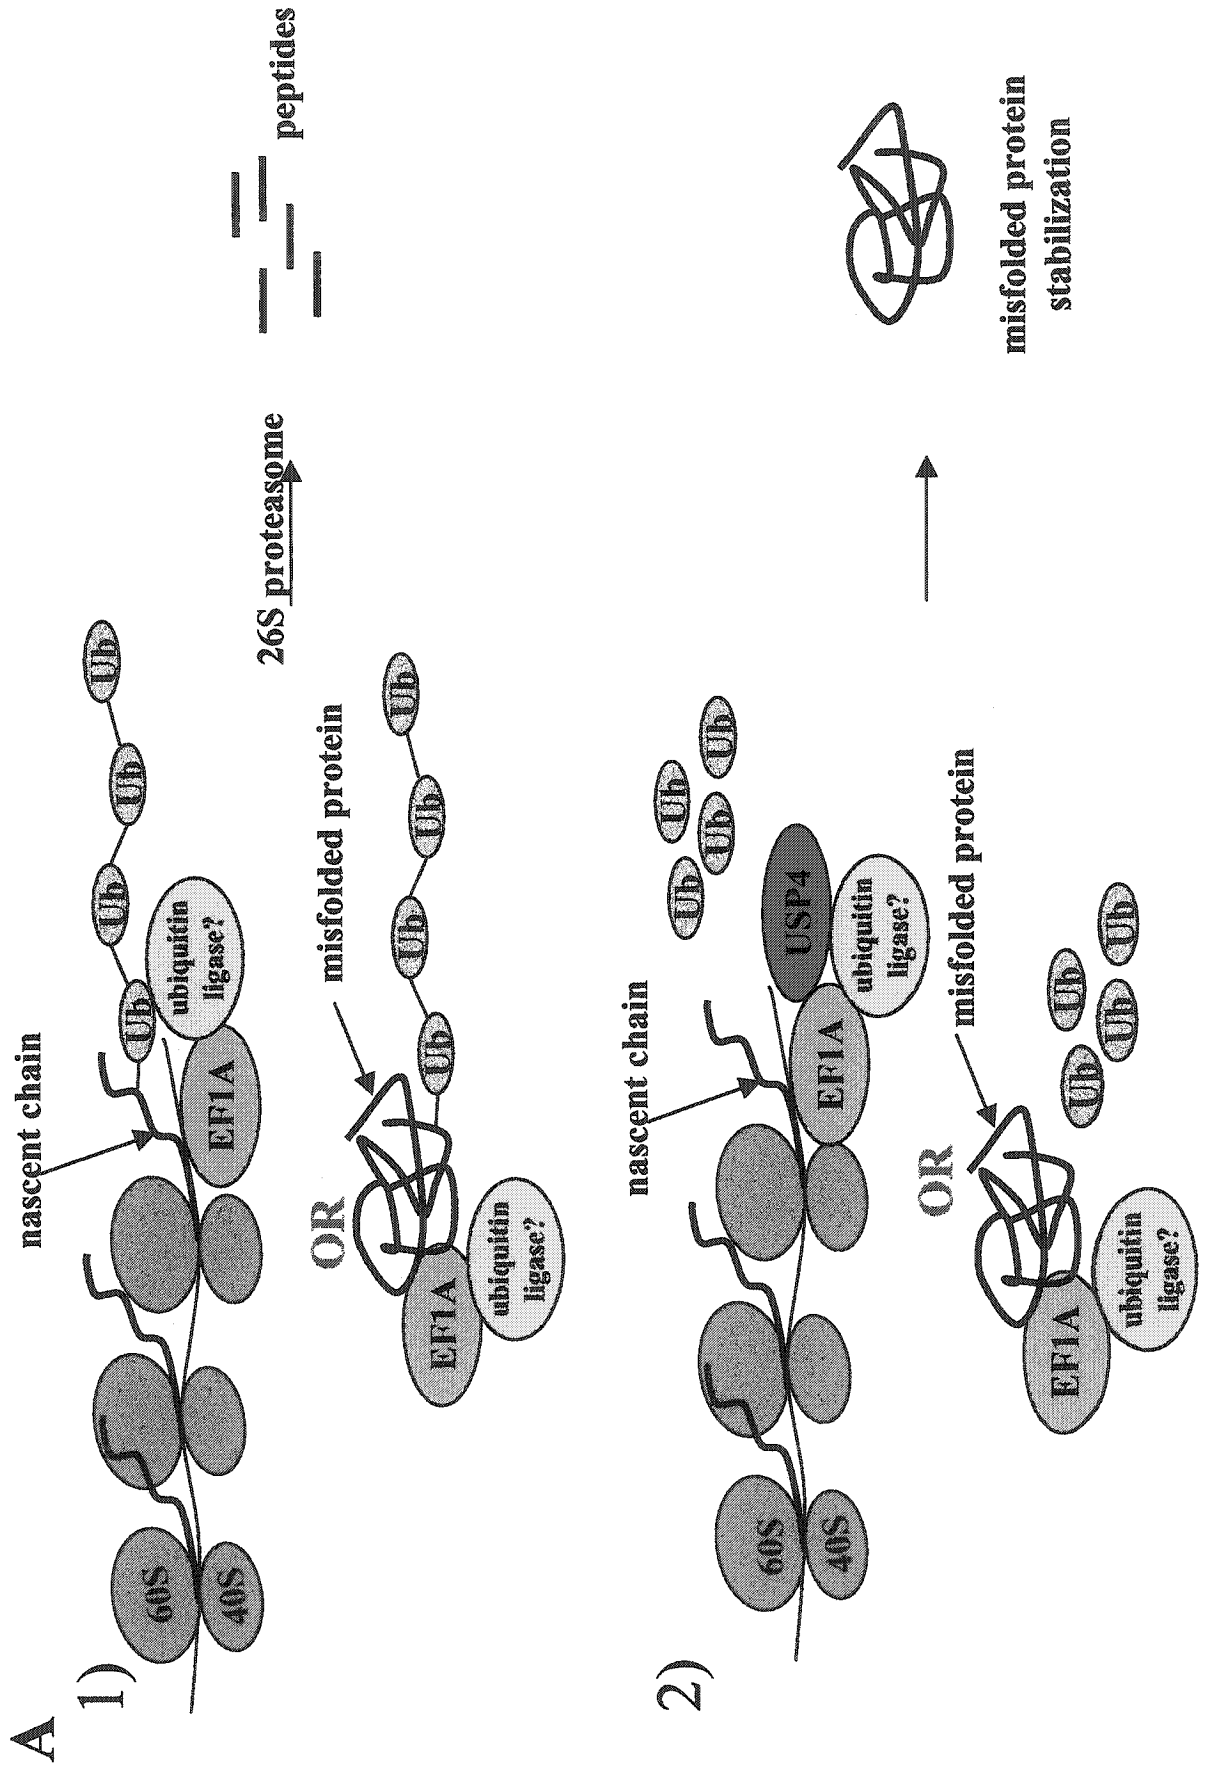 A
1)
60S
40S
nascent chain
EF1A
ubiquitin
ligase?
Ub
Ub
Ub
Ub
OR
misfolded protein
EF1A
ubiquitin
ligase?
Ub
Ub
Ub
Ub
26S proteasome
peptides
2)
60S
40S
nascent chain
EF1A
USP4
ubiquitin
ligase?
Ub
Ub
Ub
Ub
OR
misfolded protein
EF1A
ubiquitin
ligase?
Ub
Ub
Ub
Ub
misfolded protein
stabilization